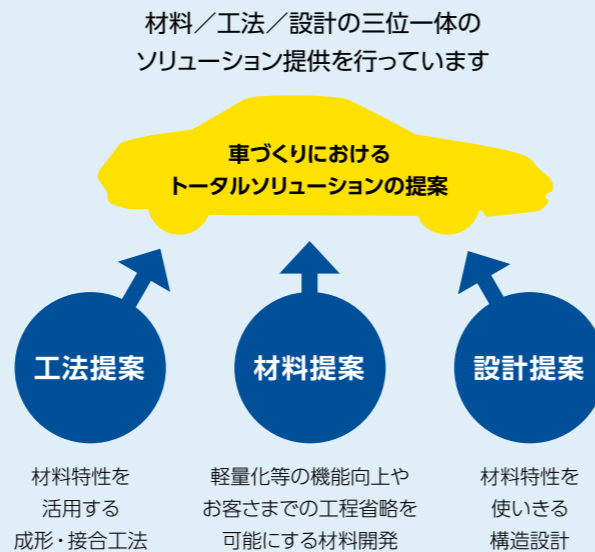 材料／工法／設計の三位一体の
ソリューション提供を行っています
車づくりにおける
トータルソリューションの提案
工法提案
材料提案
設計提案
材料特性を
活用する
成形・接合工法
軽量化等の機能向上や
お客さまでの工程省略を
可能にする材料開発
材料特性を
使いきる
構造設計